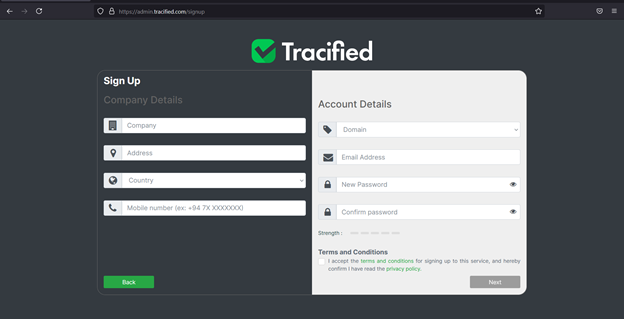 https://admin.tracified.com/signup
Tracified
Sign Up
Company Details
Company
Address
Country
Mobile number (ex: +94 7X XXXXXXX)
Back
Account Details
Domain
Email Address
New Password
Confirm password
Strength :
Terms and Conditions
I accept the terms and conditions for signing up to this service, and hereby
confirm I have read the privacy policy.
Next